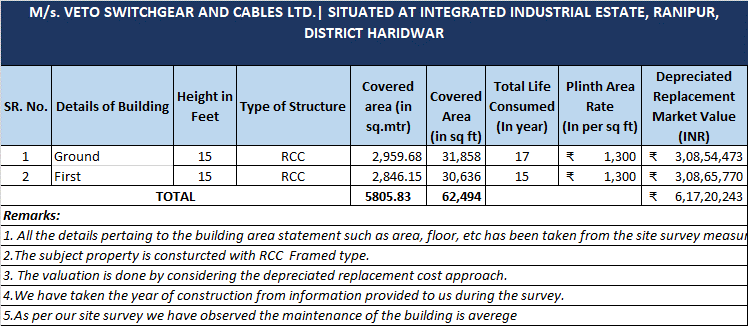 M/s. VETO SWITCHGEAR AND CABLES LTD.| SITUATED AT INTEGRATED INDUSTRIAL ESTATE, RANIPUR, DISTRICT HARIDWAR
SR. No. Details of Building Height in Feet Type of Structure Covered area (in sq.mtr) Covered Area (in sq ft) Total Life Consumed (In year) Plinth Area Rate (In per sq ft) Depreciated Replacement Market Value (INR)
1 Ground 15 RCC 2,959.68 31,858 17 ₹ 1,300 ₹ 3,08,54,473
2 First 15 RCC 2,846.15 30,636 15 ₹ 1,300 ₹ 3,08,65,770
TOTAL 5805.83 62,494 ₹ 6,17,20,243
Remarks:
1. All the details pertaing to the building area statement such as area, floor, etc has been taken from the site survey measur
2.The subject property is consturcted with RCC Framed type.
3. The valuation is done by considering the depreciated replacement cost approach.
4.We have taken the year of construction from information provided to us during the survey.
5.As per our site survey we have observed the maintenance of the building is averege